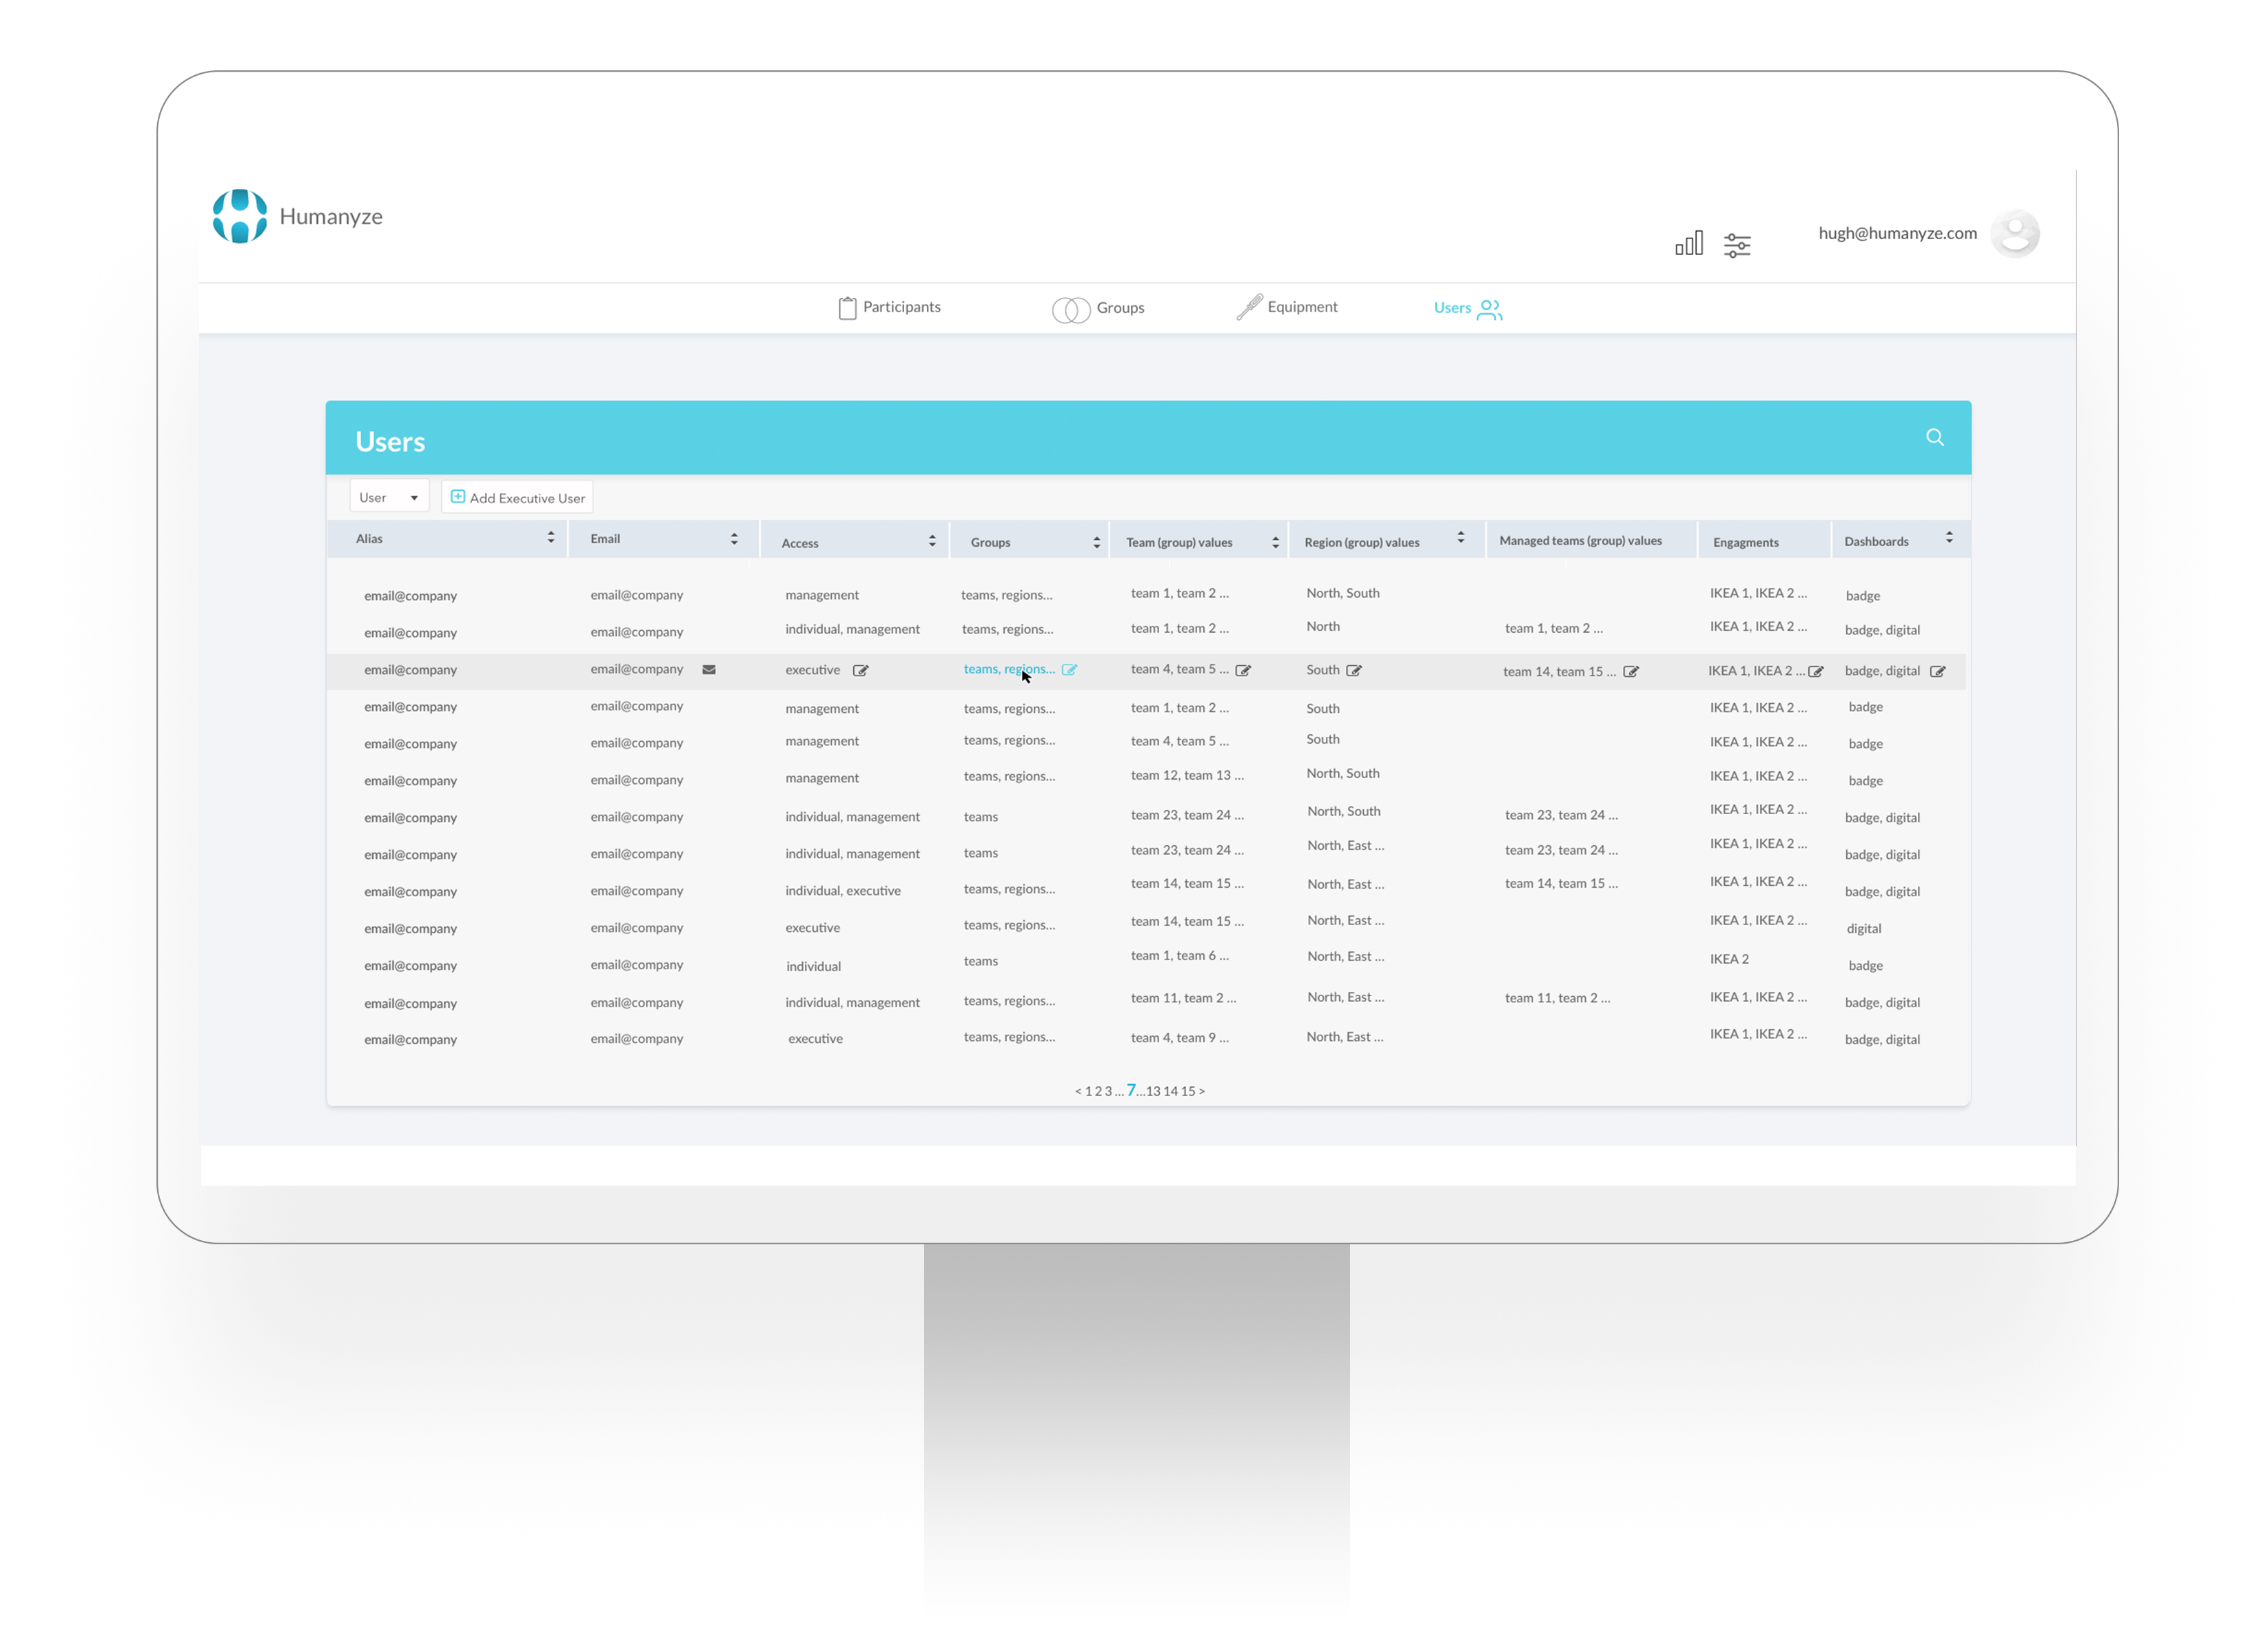 Humanyze
hugh@humanyze.com
Participants Groups Equipment Users
Users
User Add Executive User
Alias Email Access Groups Team (group) values Region (group) values Managed teams (group) values Engagments Dashboards
email@company email@company management teams, regions... team 1, team 2 ... North, South IKEA 1, IKEA 2 ... badge
email@company email@company individual, management teams, regions... team 1, team 2 ... North team 1, team 2 ... IKEA 1, IKEA 2 ... badge, digital
email@company email@company executive teams, regions... team 4, team 5 ... South team 14, team 15 ... IKEA 1, IKEA 2 ... badge, digital
email@company email@company management teams, regions... team 1, team 2 ... South IKEA 1, IKEA 2 ... badge
email@company email@company management teams, regions... team 4, team 5 ... South IKEA 1, IKEA 2 ... badge
email@company email@company management teams, regions... team 12, team 13 ... North, South IKEA 1, IKEA 2 ... badge
email@company email@company individual, management teams team 23, team 24 ... North, South team 23, team 24 ... IKEA 1, IKEA 2 ... badge, digital
email@company email@company individual, management teams team 23, team 24 ... North, East ... team 23, team 24 ... IKEA 1, IKEA 2 ... badge, digital
email@company email@company individual, executive teams, regions... team 14, team 15 ... North, East ... team 14, team 15 ... IKEA 1, IKEA 2 ... badge, digital
email@company email@company executive teams, regions... team 14, team 15 ... North, East ... IKEA 1, IKEA 2 ... digital
email@company email@company individual teams team 1, team 6 ... North, East ... IKEA 2 badge
email@company email@company individual, management teams, regions... team 11, team 2 ... North, East ... team 11, team 2 ... IKEA 1, IKEA 2 ... badge, digital
email@company email@company executive teams, regions... team 4, team 9 ... North, East ... IKEA 1, IKEA 2 ... badge, digital
< 1 2 3 ... 7 ...13 14 15 >